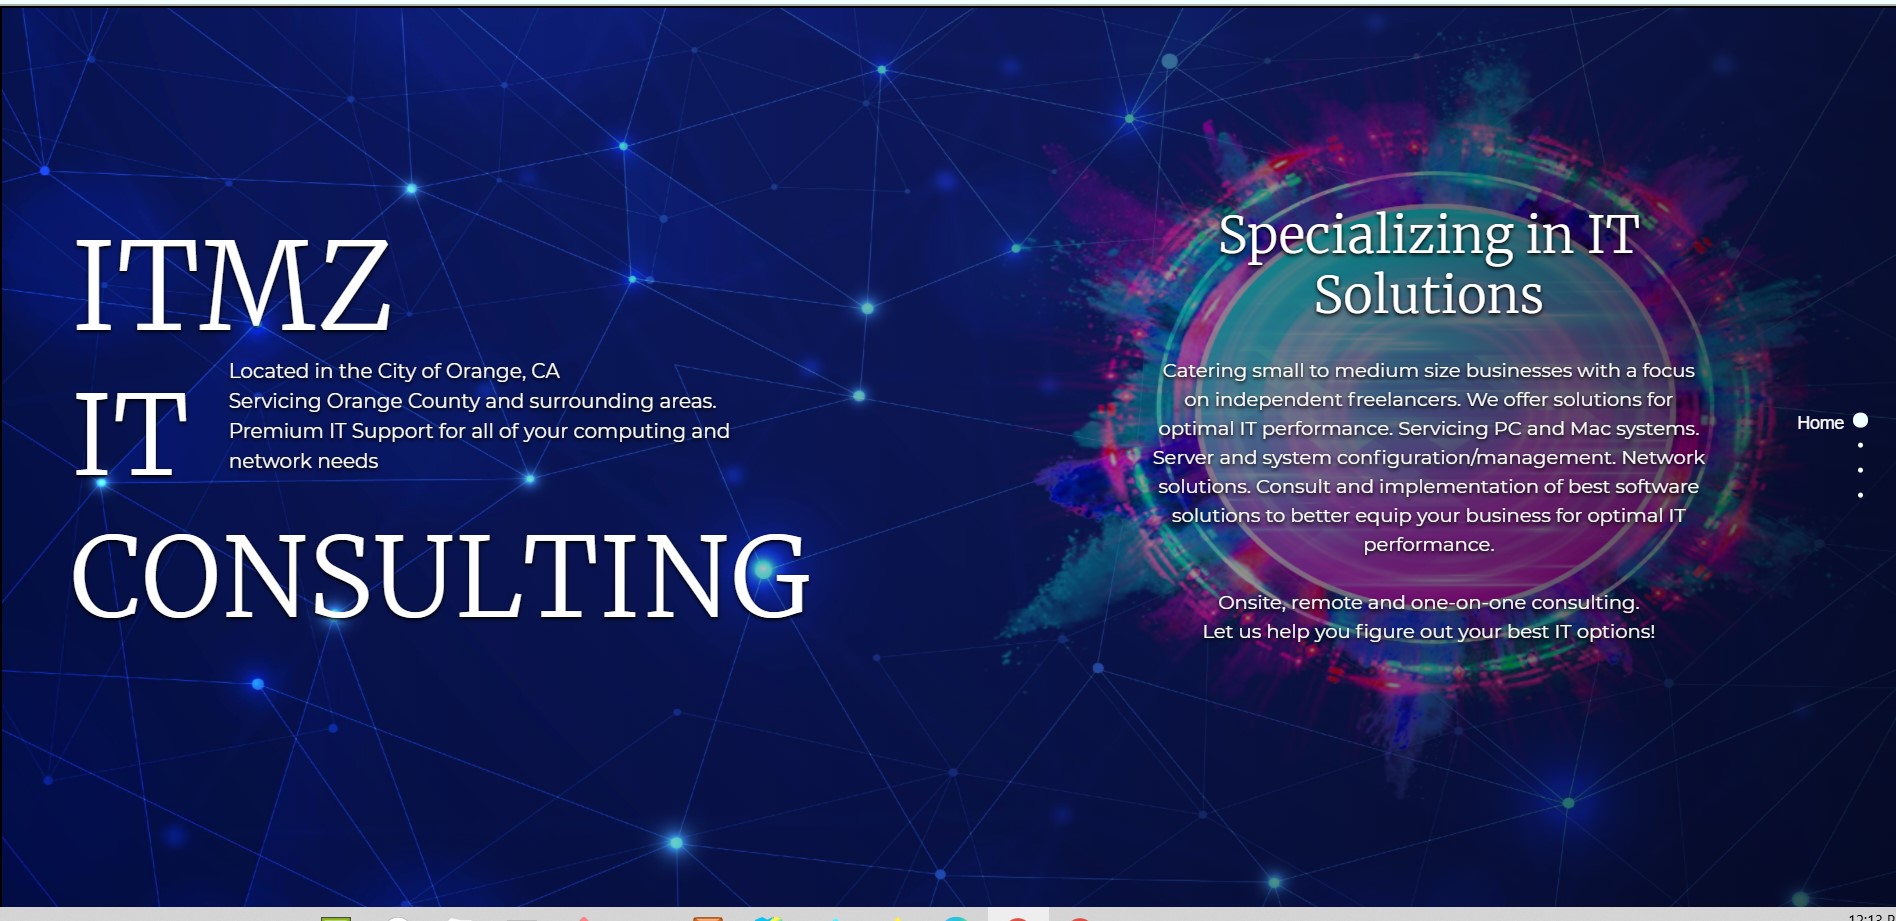 ITMZ
IT
Located in the City of Orange, CA
Servicing Orange County and surrounding areas.
Premium IT Support for all of your computing and
network needs
CONSULTING
Specializing in IT
Solutions
Catering small to medium size businesses with a focus
on independent freelancers. We offer solutions for
optimal IT performance. Servicing PC and Mac systems.
Server and system configuration/management. Network
solutions. Consult and implementation of best software
solutions to better equip your business for optimal IT
performance.
Onsite, remote and one-on-one consulting.
Let us help you figure out your best IT options!
Home